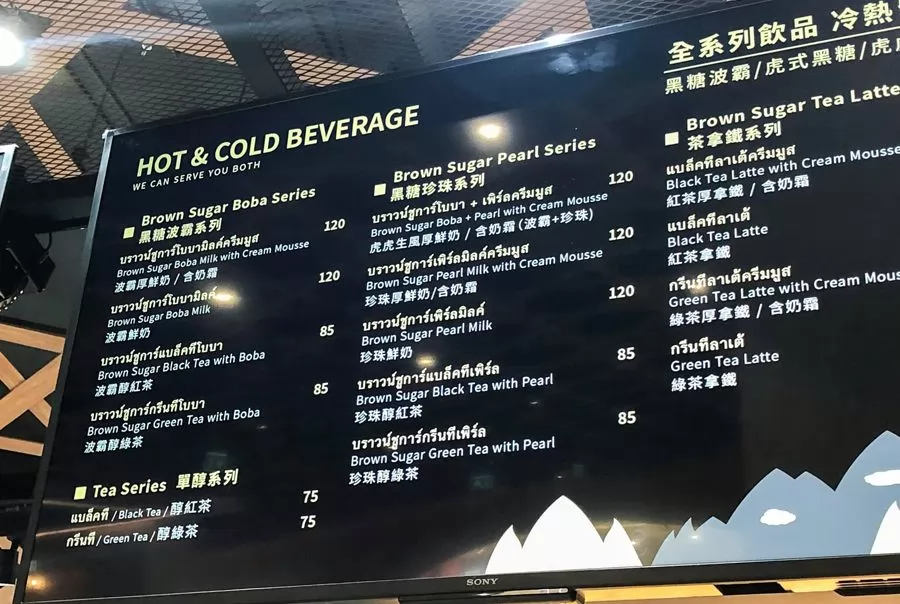 HOT & COLD BEVERAGE
WE CAN SERVE YOU BOTH
Brown Sugar Boba Series
黑糖波霸系列
บราวน์ชูการ์โบบามิลค์ครีมมูส 120
Brown Sugar Boba Milk with Cream Mousse
波霸厚鮮奶 / 含奶霜
บราวน์ชูการ์โบบามิลค์ 120
Brown Sugar Boba Milk
波霸鮮奶
บราวน์ชูการ์แบล็คทีโบบา 85
Brown Sugar Black Tea with Boba
波霸醇紅茶
บราวน์ชูการ์กรีนทีโบบา 85
Brown Sugar Green Tea with Boba
波霸醇綠茶
Tea Series 單醇系列
แบล็คที / Black Tea / 醇紅茶 75
กรีนที / Green Tea / 醇綠茶 75
Brown Sugar Pearl Series
黑糖珍珠系列
บราวน์ชูการ์โบบา + เพิร์ลครีมมูส 120
Brown Sugar Boba + Pearl with Cream Mousse
虎虎生風厚鮮奶 / 含奶霜 (波霸+珍珠)
บราวน์ชูการ์เพิร์ลมิลค์ครีมมูส 120
Brown Sugar Pearl Milk with Cream Mousse
珍珠厚鮮奶/含奶霜
บราวน์ชูการ์เพิร์ลมิลค์ 120
Brown Sugar Pearl Milk
珍珠鮮奶
บราวน์ชูการ์แบล็คทีเพิร์ล 85
Brown Sugar Black Tea with Pearl
珍珠醇紅茶
บราวน์ชูการ์กรีนทีเพิร์ล 85
Brown Sugar Green Tea with Pearl
珍珠醇綠茶
全系列飲品 冷熱
黑糖波霸/虎式黑糖/虎
Brown Sugar Tea Latte
茶拿鐵系列
แบล็คทีลาเต้ครีมมูส
Black Tea Latte with Cream Mousse
紅茶厚拿鐵 / 含奶霜
แบล็คทีลาเต้
Black Tea Latte
紅茶拿鐵
กรีนทีลาเต้ครีมมูส
Green Tea Latte with Cream Mous
綠茶厚拿鐵 / 含奶霜
กรีนทีลาเต้
Green Tea Latte
綠茶拿鐵
SONY